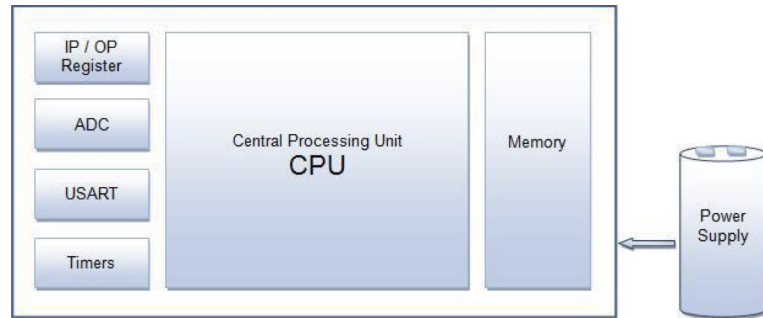 IP / OP
Register
ADC
USART
Timers
Central Processing Unit
CPU
Memory
Power
Supply